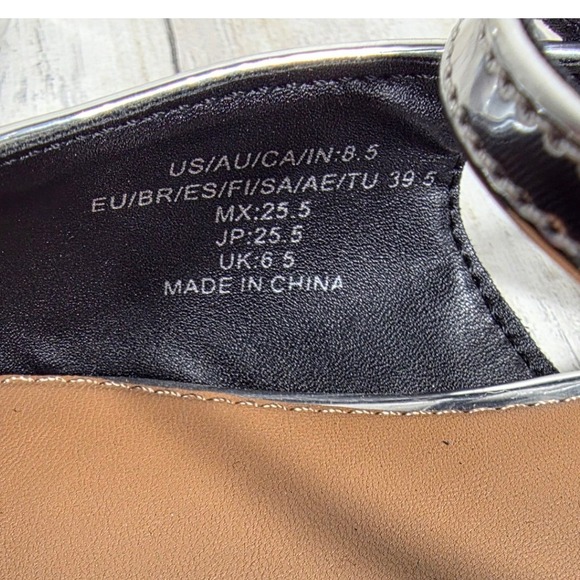 US/AU/CA/IN:8.5
EU/BR/ES/FI/SA/AE/TU 39.5
MX:25.5
JP:25.5
UK:6 5
MADE IN CHINA